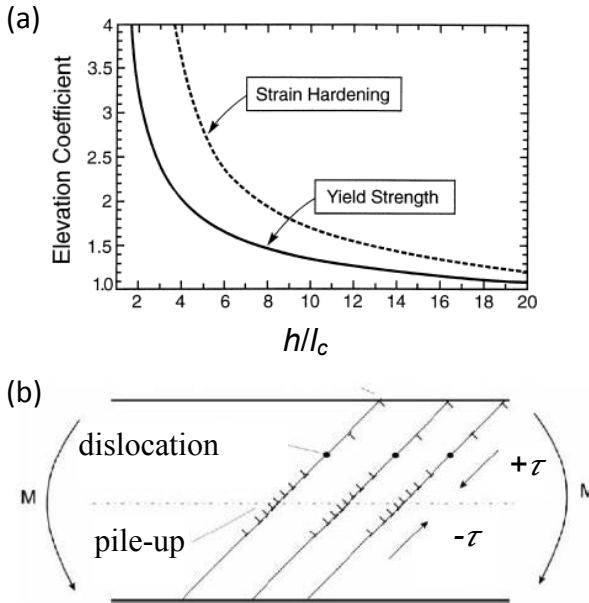 (a)
4
3.5
3
2.5
2
1.5
1.0
Elevation Coefficient
Strain Hardening
Yield Strength
2 4 6 8 10 12 14 16 18 20
h/lc
(b)
dislocation
+τ
M
M
pile-up
-τ